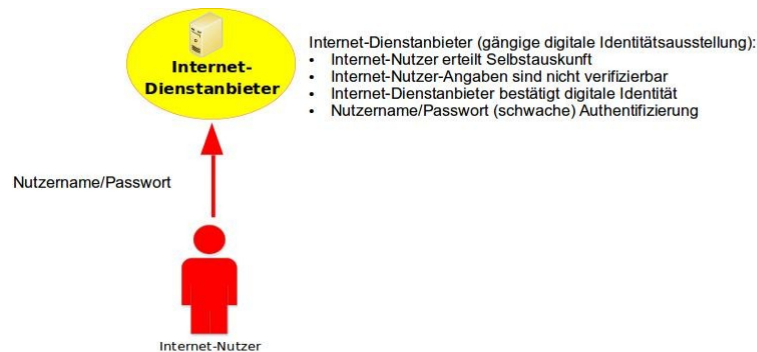 Internet-
Dienstanbieter
Internet-Dienstanbieter (gängige digitale Identitätsausstellung):
• Internet-Nutzer erteilt Selbstauskunft
• Internet-Nutzer-Angaben sind nicht verifizierbar
• Internet-Dienstanbieter bestätigt digitale Identität
• Nutzername/Passwort (schwache) Authentifizierung
Nutzername/Passwort
Internet-Nutzer